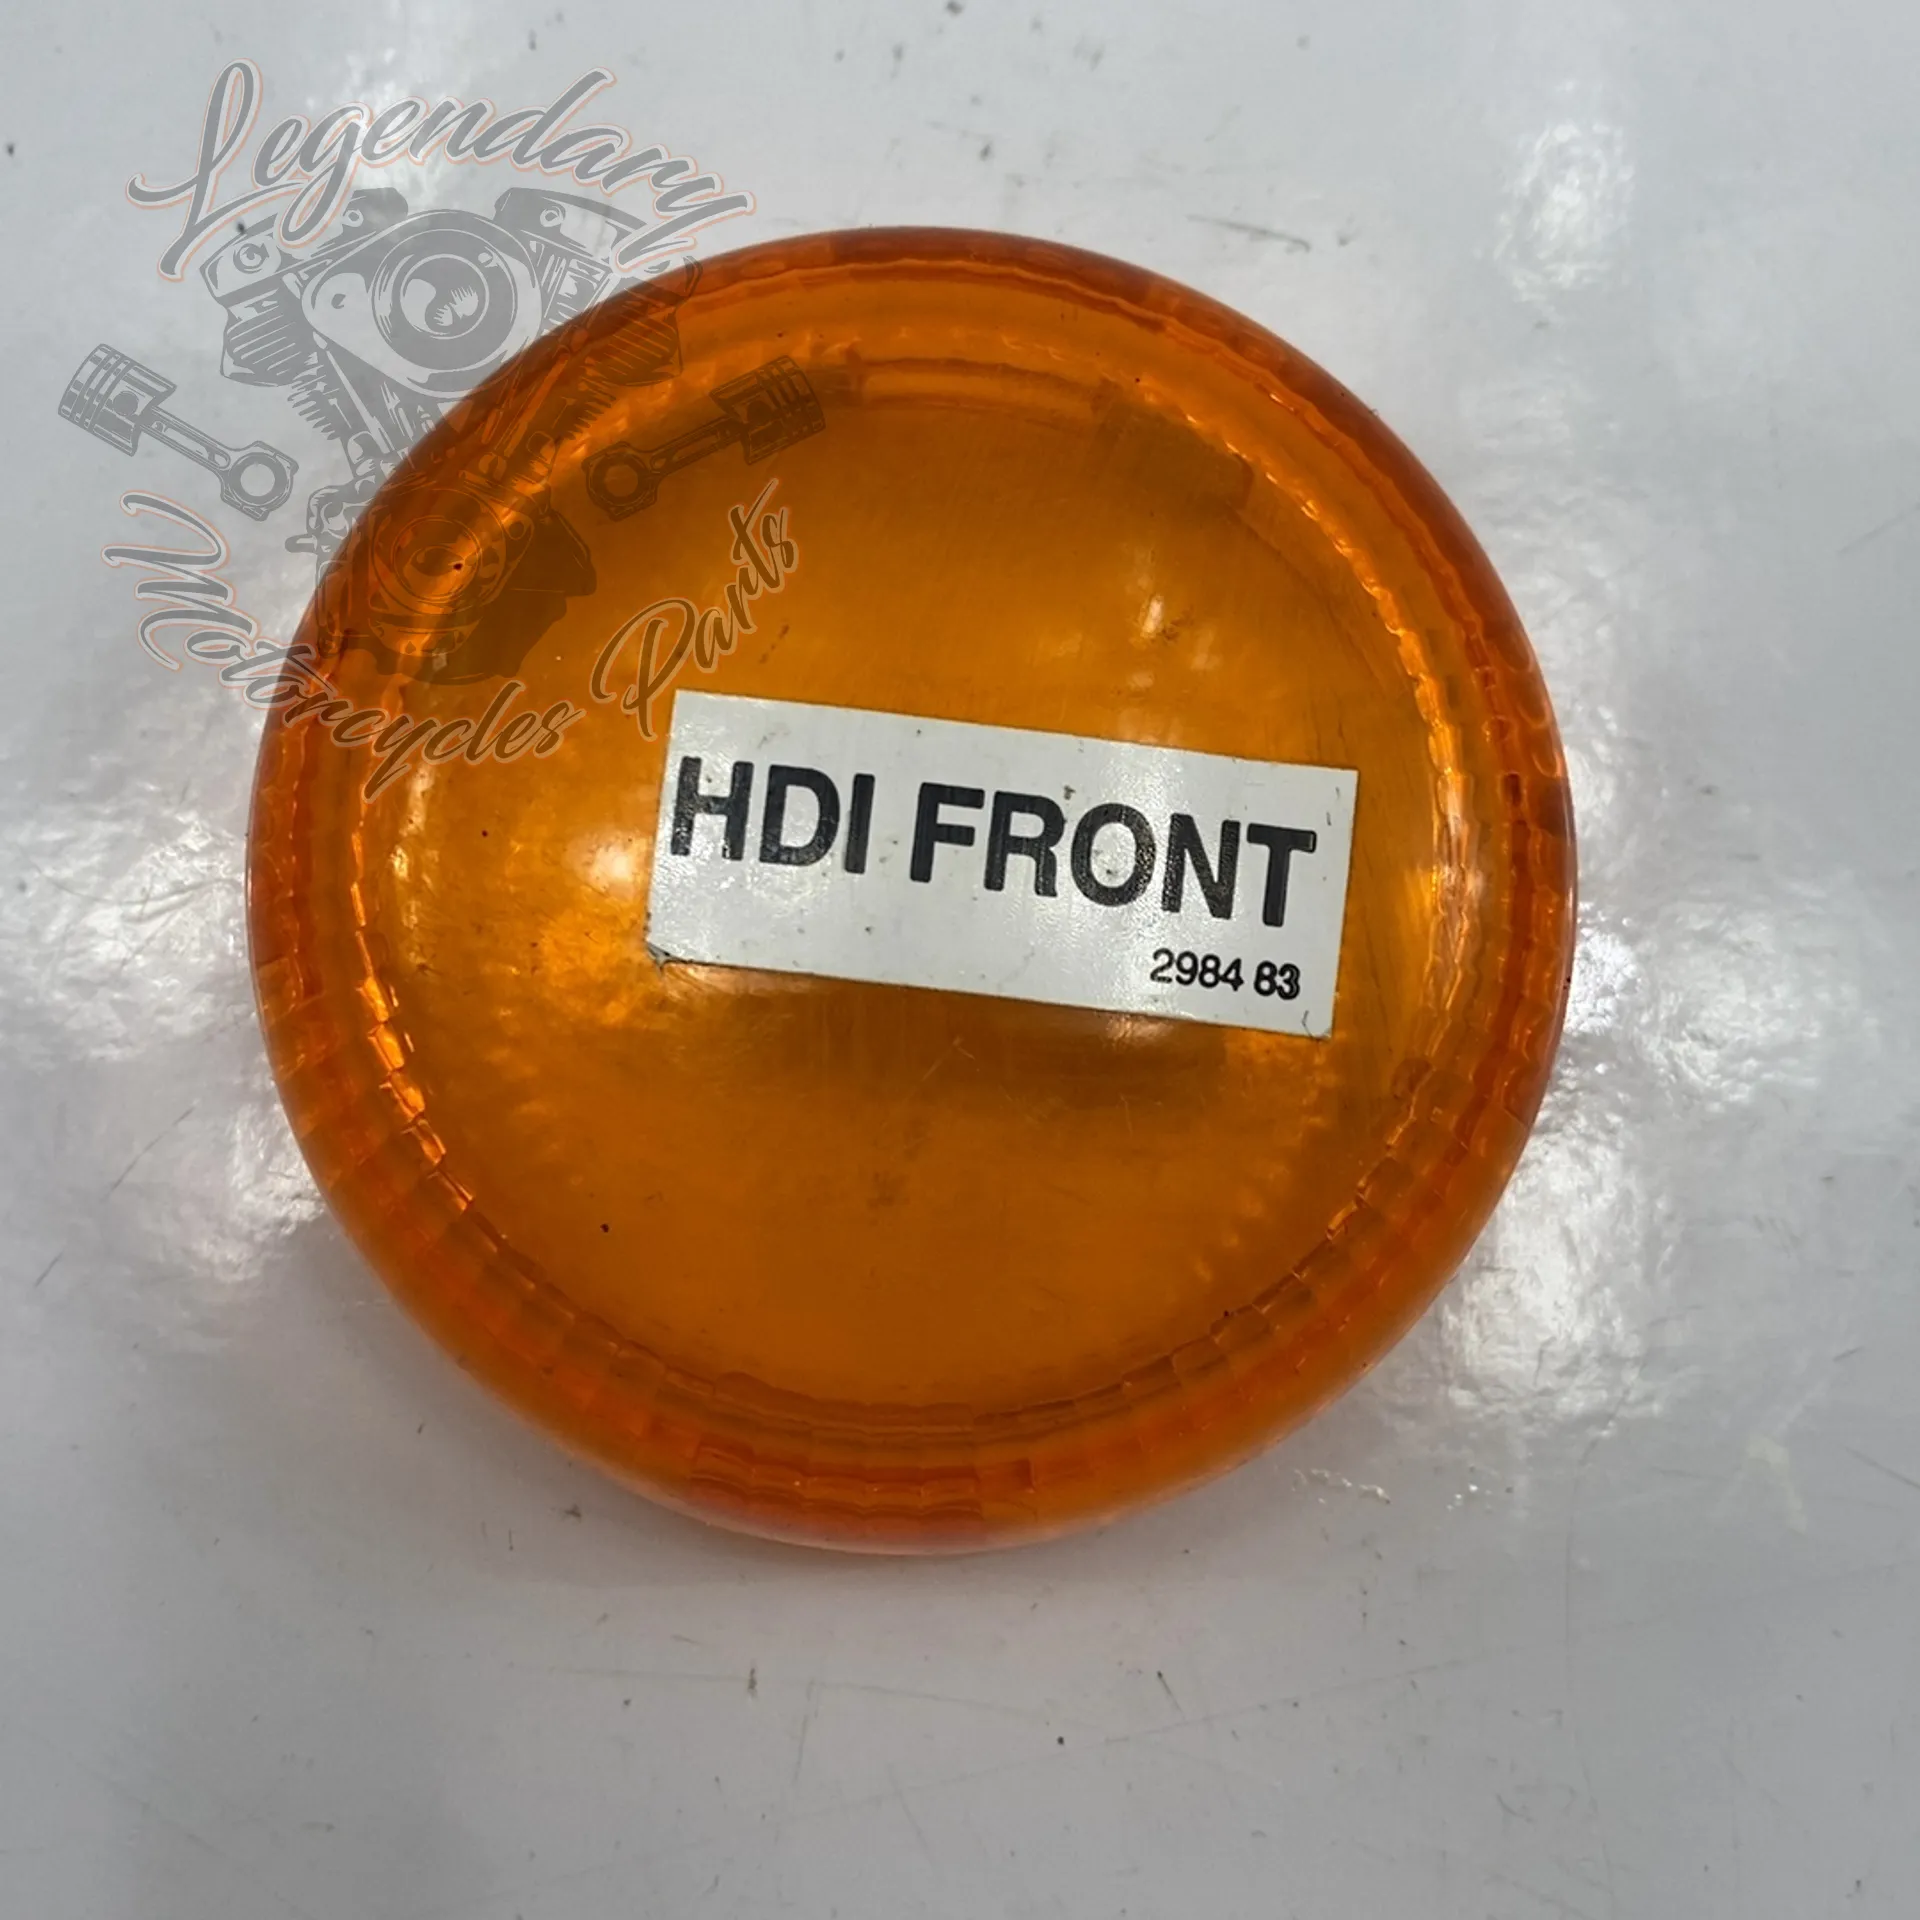 Legendary
Motorcycles Parts
HDI FRONT
2984 83